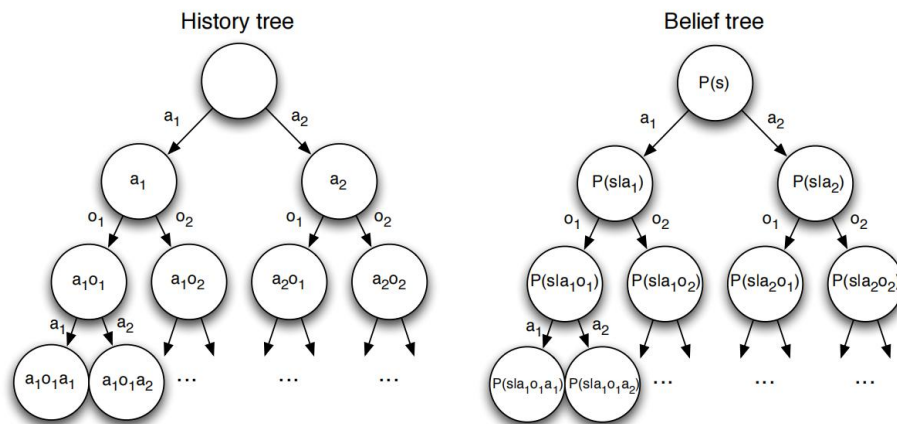 History tree
Belief tree
P(s)
a₁ a₂
a₁ a₂
a₁
a₂
P(s|a₁)
P(s|a₂)
o₁ o₂
o₁ o₂
o₁ o₂
o₁ o₂
a₁o₁
a₁o₂
a₂o₁
a₂o₂
P(s|a₁o₁)
P(s|a₁o₂)
P(s|a₂o₁)
P(s|a₂o₂)
a₁ a₂
a₁ a₂
a₁o₁a₁
a₁o₁a₂
...
...
...
P(s|a₁o₁a₁)
P(s|a₁o₁a₂)
...
...
...